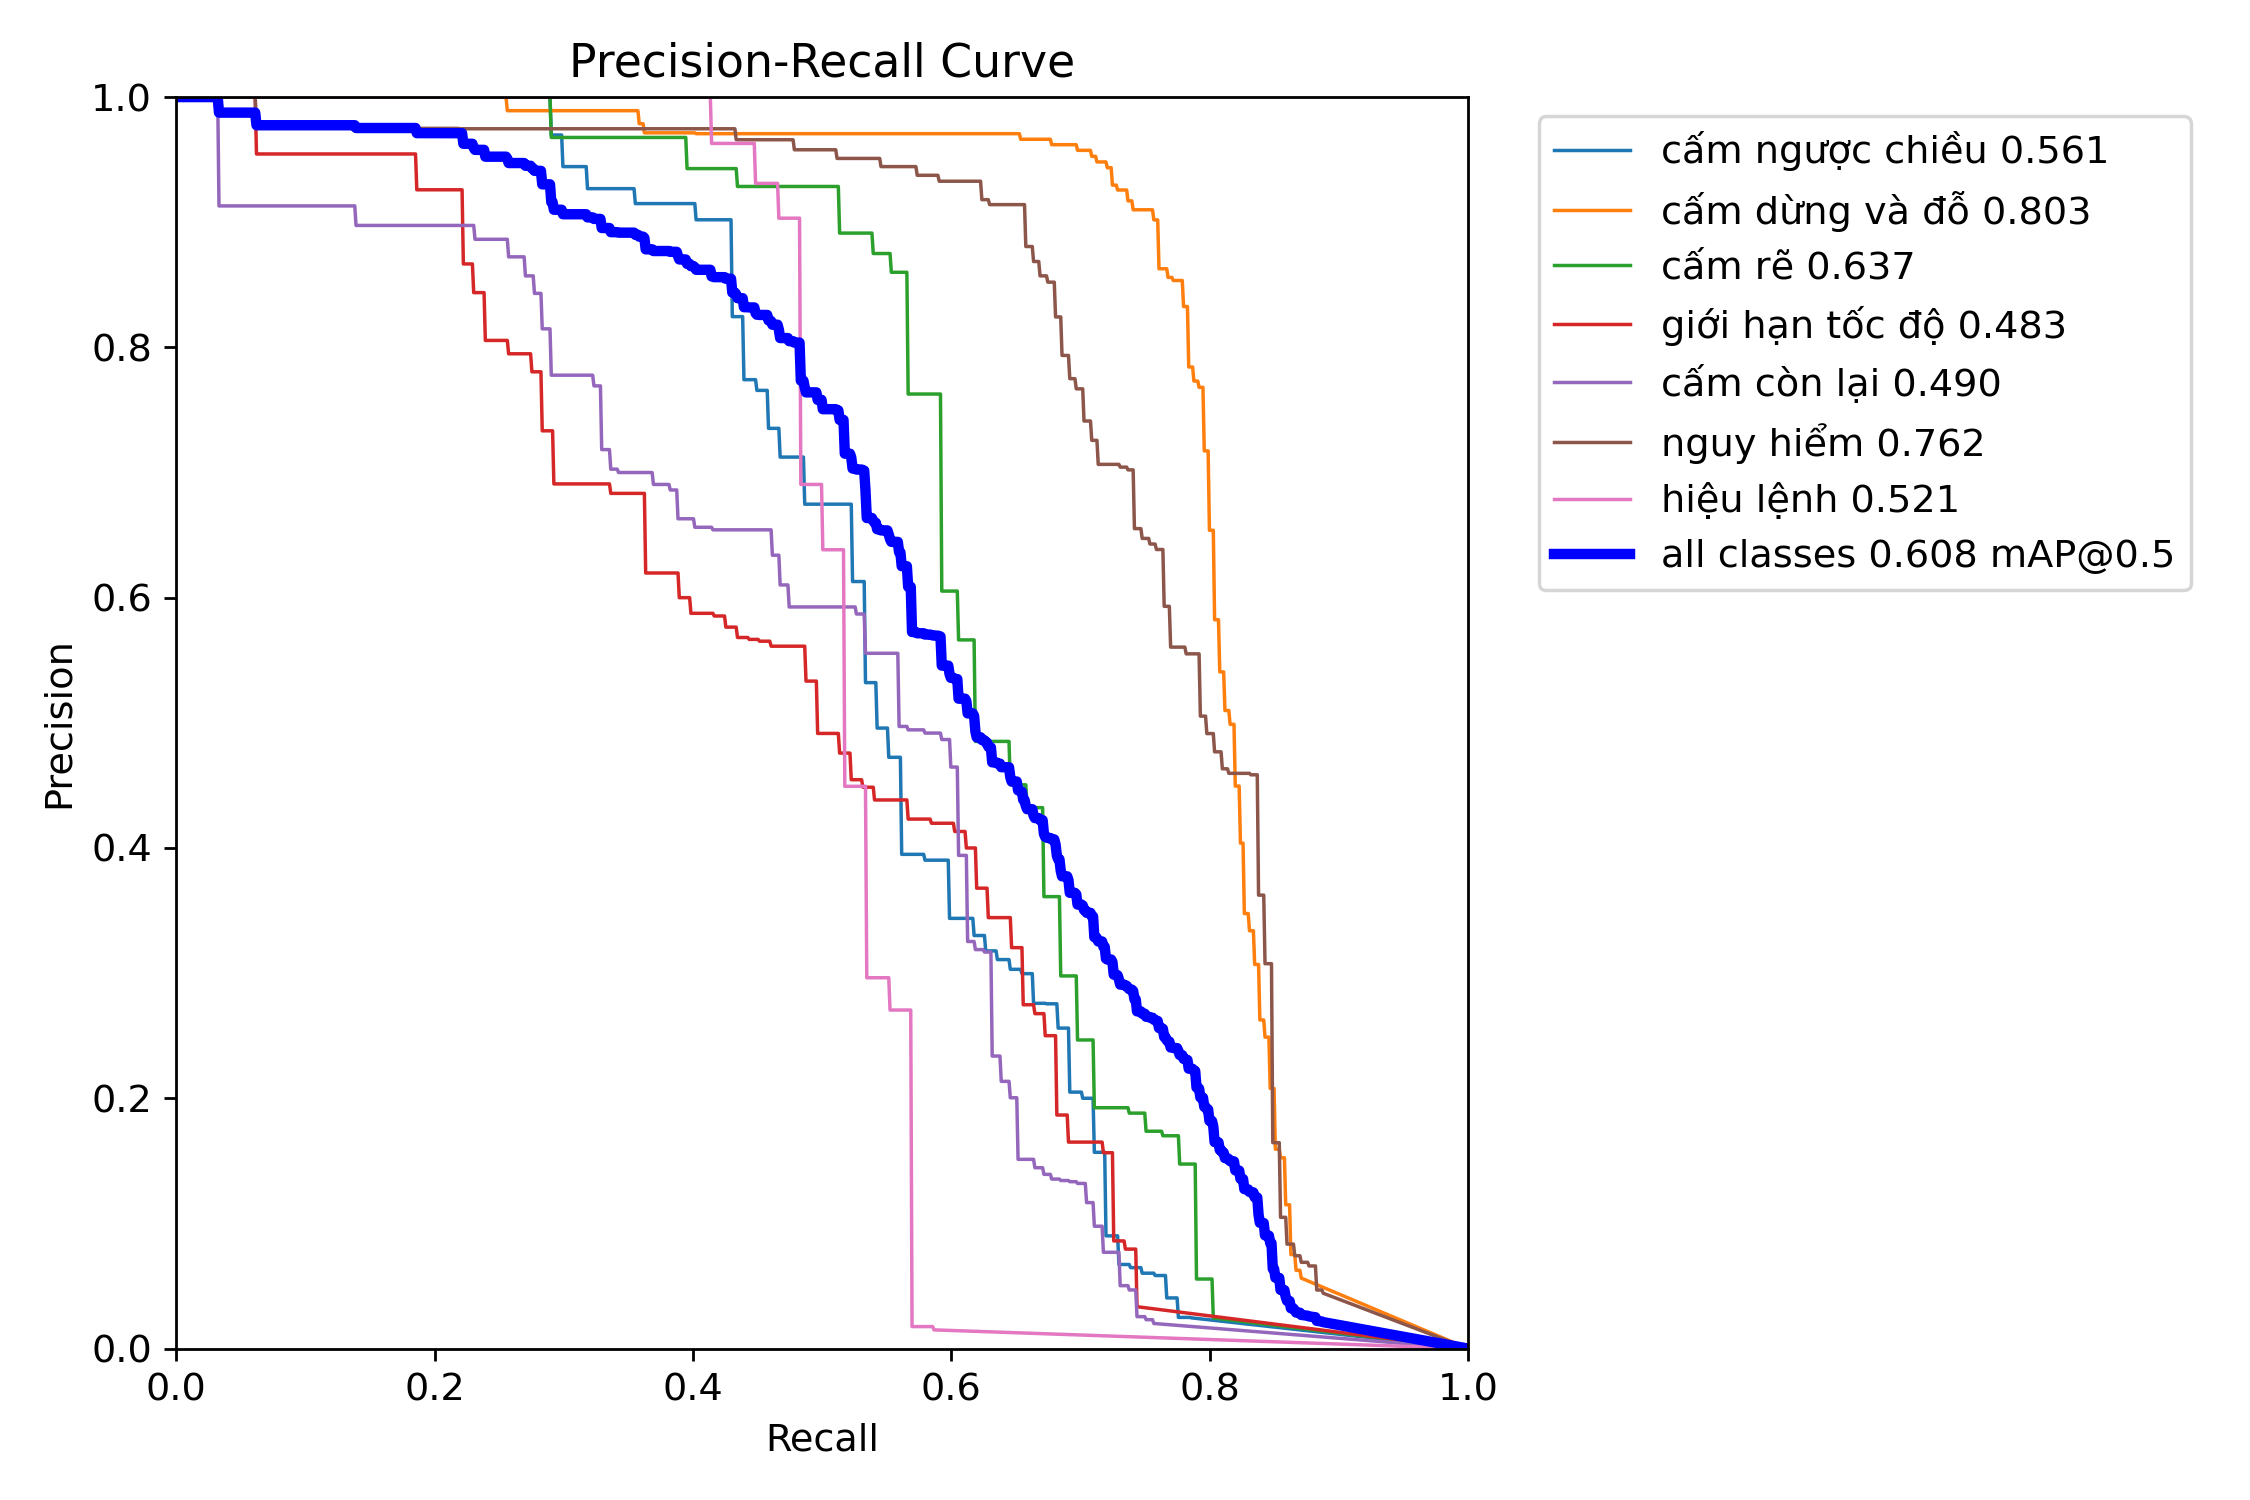 Precision-Recall Curve
1.0
0.8
0.6
0.4
0.2
0.0
Precision
0.0 0.2 0.4 0.6 0.8 1.0
Recall
cấm ngược chiều 0.561
cấm dừng và đỗ 0.803
cấm rẽ 0.637
giới hạn tốc độ 0.483
cấm còn lại 0.490
nguy hiểm 0.762
hiệu lệnh 0.521
all classes 0.608 mAP@0.5